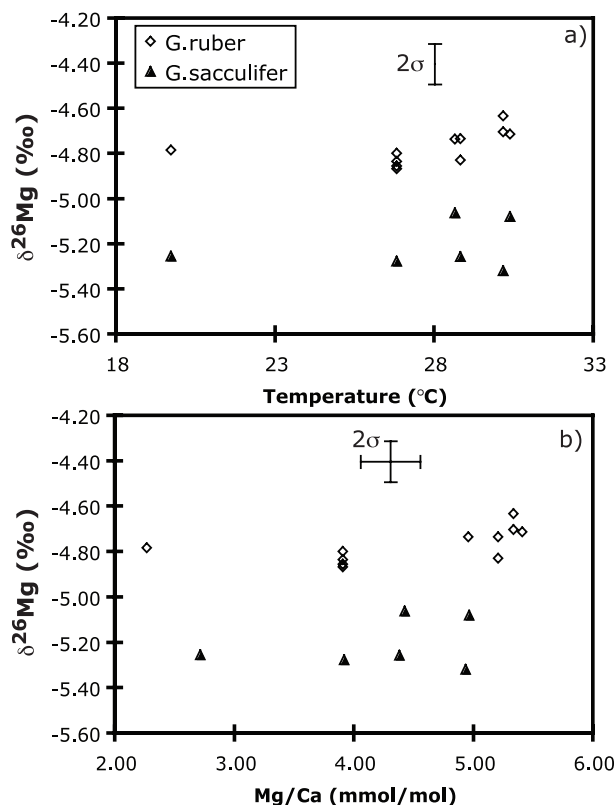 a)
G.ruber
G.sacculifer
2σ
-4.20
-4.40
-4.60
-4.80
-5.00
-5.20
-5.40
-5.60
δ26Mg (‰)
18 23 28 33
Temperature (°C)
b)
2σ
-4.20
-4.40
-4.60
-4.80
-5.00
-5.20
-5.40
-5.60
δ26Mg (‰)
2.00 3.00 4.00 5.00 6.00
Mg/Ca (mmol/mol)